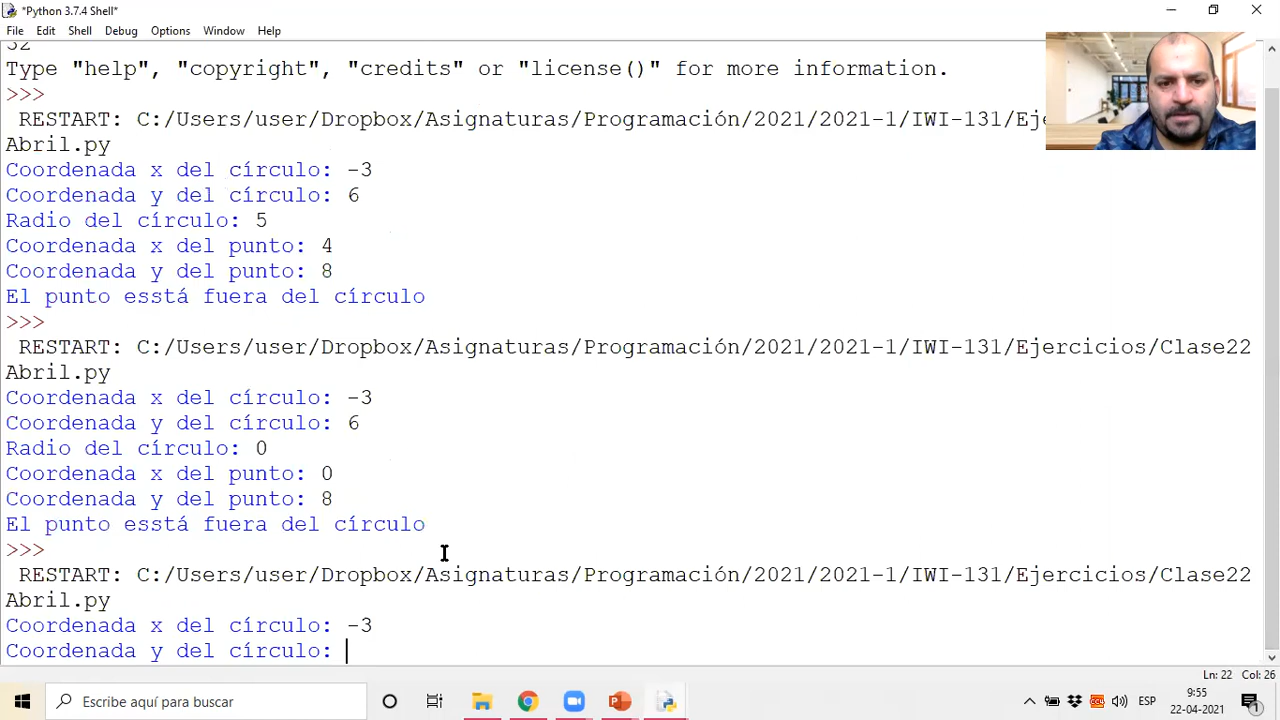 *Python 3.7.4 Shell*
File Edit Shell Debug Options Window Help
32
Type "help", "copyright", "credits" or "license()" for more information.
>>>
RESTART: C:/Users/user/Dropbox/Asignaturas/Programación/2021/2021-1/IWI-131/Eje
Abril.py
Coordenada x del círculo: -3
Coordenada y del círculo: 6
Radio del círculo: 5
Coordenada x del punto: 4
Coordenada y del punto: 8
El punto esstá fuera del círculo
>>>
RESTART: C:/Users/user/Dropbox/Asignaturas/Programación/2021/2021-1/IWI-131/Ejercicios/Clase22
Abril.py
Coordenada x del círculo: -3
Coordenada y del círculo: 6
Radio del círculo: 0
Coordenada x del punto: 0
Coordenada y del punto: 8
El punto esstá fuera del círculo
>>>
RESTART: C:/Users/user/Dropbox/Asignaturas/Programación/2021/2021-1/IWI-131/Ejercicios/Clase22
Abril.py
Coordenada x del círculo: -3
Coordenada y del círculo:
Ln: 22 Col: 26
Escribe aquí para buscar
ESP
9:55
22-04-2021